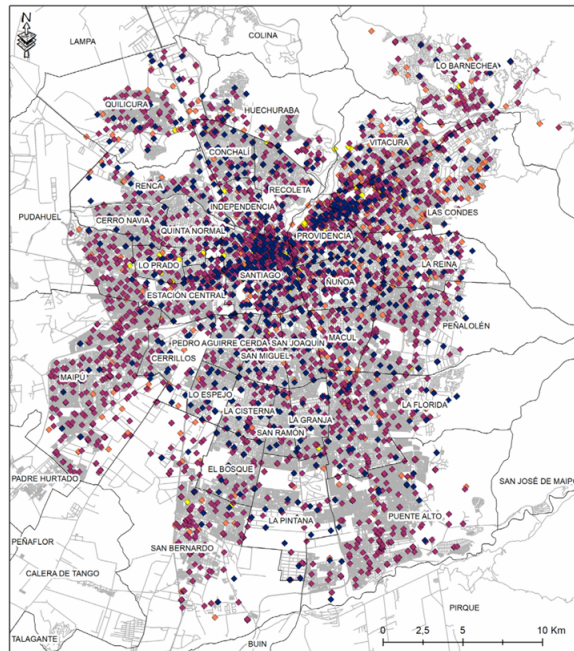 N
LAMPA
COLINA
LO BARNECHEA
QUILICURA
HUECHURABA
VITACURA
CONCHALÍ
RENCA
RECOLETA
INDEPENDENCIA
LAS CONDES
PUDAHUEL
CERRO NAVIA
QUINTA NORMAL
PROVIDENCIA
LO PRADO
LA REINA
SANTIAGO
ÑUÑOA
ESTACIÓN CENTRAL
PEÑALOLÉN
MACUL
PEDRO AGUIRRE CERDA
SAN JOAQUÍN
CERRILLOS
SAN MIGUEL
MAIPÚ
LO ESPEJO
LA FLORIDA
LA CISTERNA
LA GRANJA
SAN RAMÓN
EL BOSQUE
PADRE HURTADO
SAN JOSÉ DE MAIPO
LA PINTANA
PUENTE ALTO
PEÑAFLOR
SAN BERNARDO
CALERA DE TANGO
PIRQUE
TALAGANTE
BUIN
0 2,5 5 10 Km